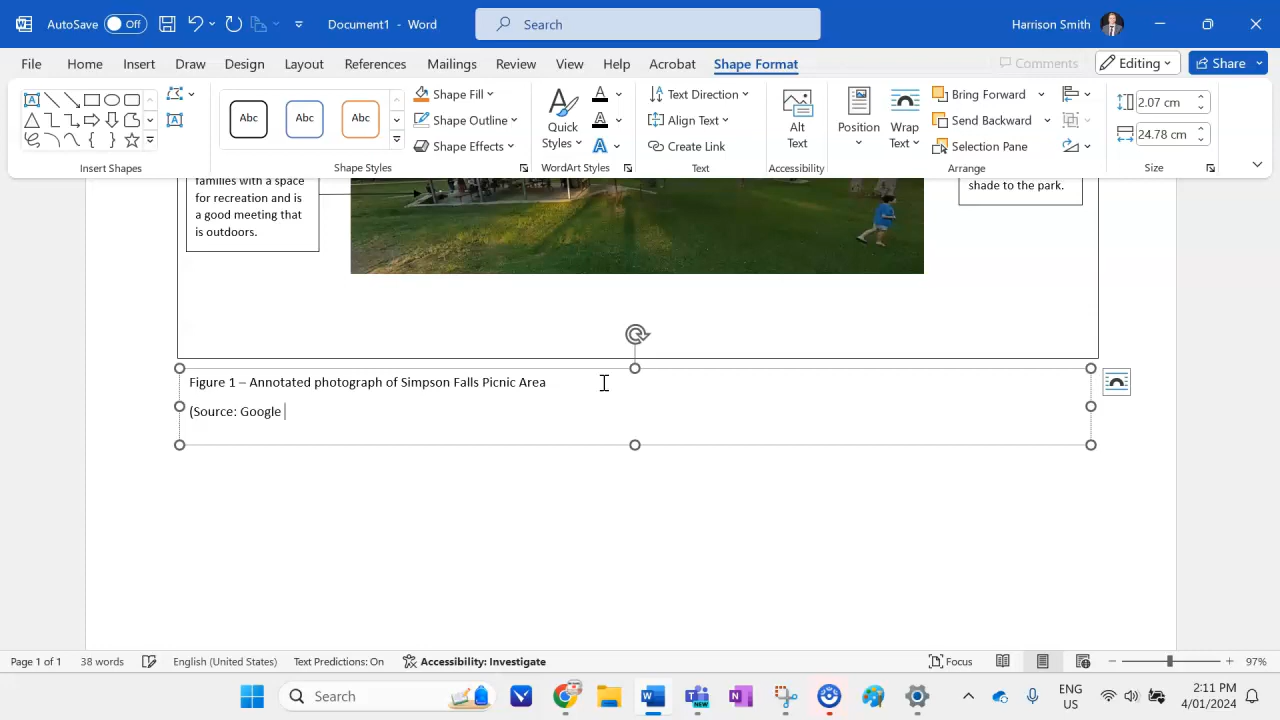 AutoSave Off Document1 - Word Search Harrison Smith
File Home Insert Draw Design Layout References Mailings Review View Help Acrobat Shape Format Comments Editing Share
Abc Abc Abc
Shape Fill
Shape Outline
Shape Effects
Quick
Styles
Text Direction
Align Text
Create Link
Alt
Text
Position
Wrap
Text
Bring Forward
Send Backward
Selection Pane
2.07 cm
24.78 cm
Insert Shapes Shape Styles WordArt Styles Text Accessibility Arrange Size
families with a space
for recreation and is
a good meeting that
is outdoors.
shade to the park.
Figure 1 – Annotated photograph of Simpson Falls Picnic Area
(Source: Google
Page 1 of 1 38 words English (United States) Text Predictions: On Accessibility: Investigate Focus 97%
Search NEW ENG
US
2:11 PM
4/01/2024